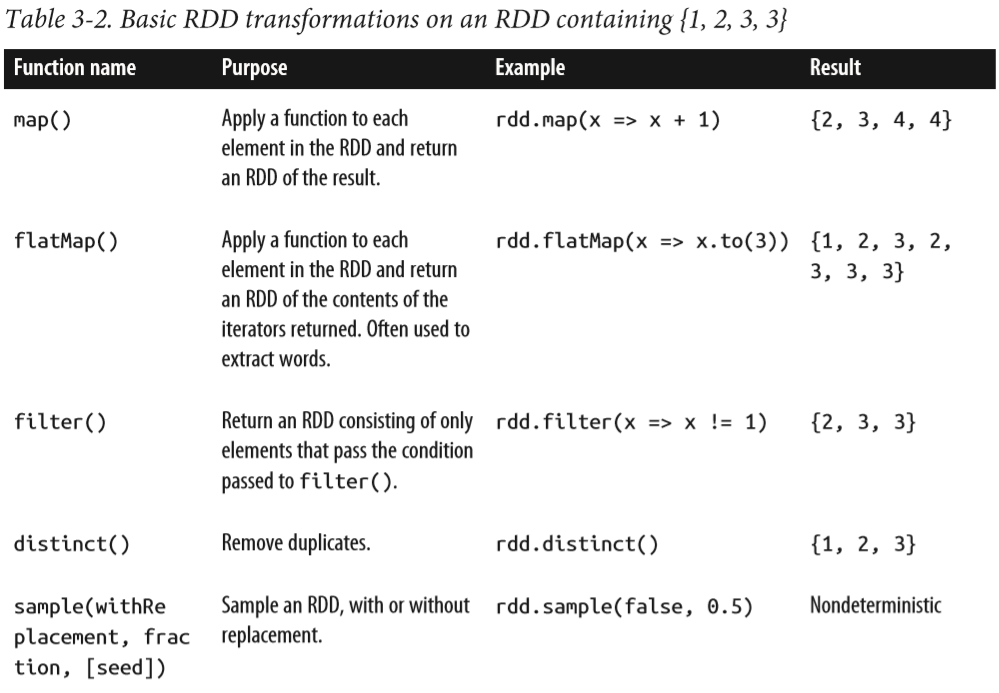 Table 3-2. Basic RDD transformations on an RDD containing {1, 2, 3, 3}
Function name Purpose Example Result
map() Apply a function to each rdd.map(x => x + 1) {2, 3, 4, 4}
element in the RDD and return
an RDD of the result.
flatMap() Apply a function to each rdd.flatMap(x => x.to(3)) {1, 2, 3, 2,
element in the RDD and return 3, 3, 3}
an RDD of the contents of the
iterators returned. Often used to
extract words.
filter() Return an RDD consisting of only rdd.filter(x => x != 1) {2, 3, 3}
elements that pass the condition
passed to filter().
distinct() Remove duplicates. rdd.distinct() {1, 2, 3}
sample(withRe Sample an RDD, with or without rdd.sample(false, 0.5) Nondeterministic
placement, frac replacement.
tion, [seed])